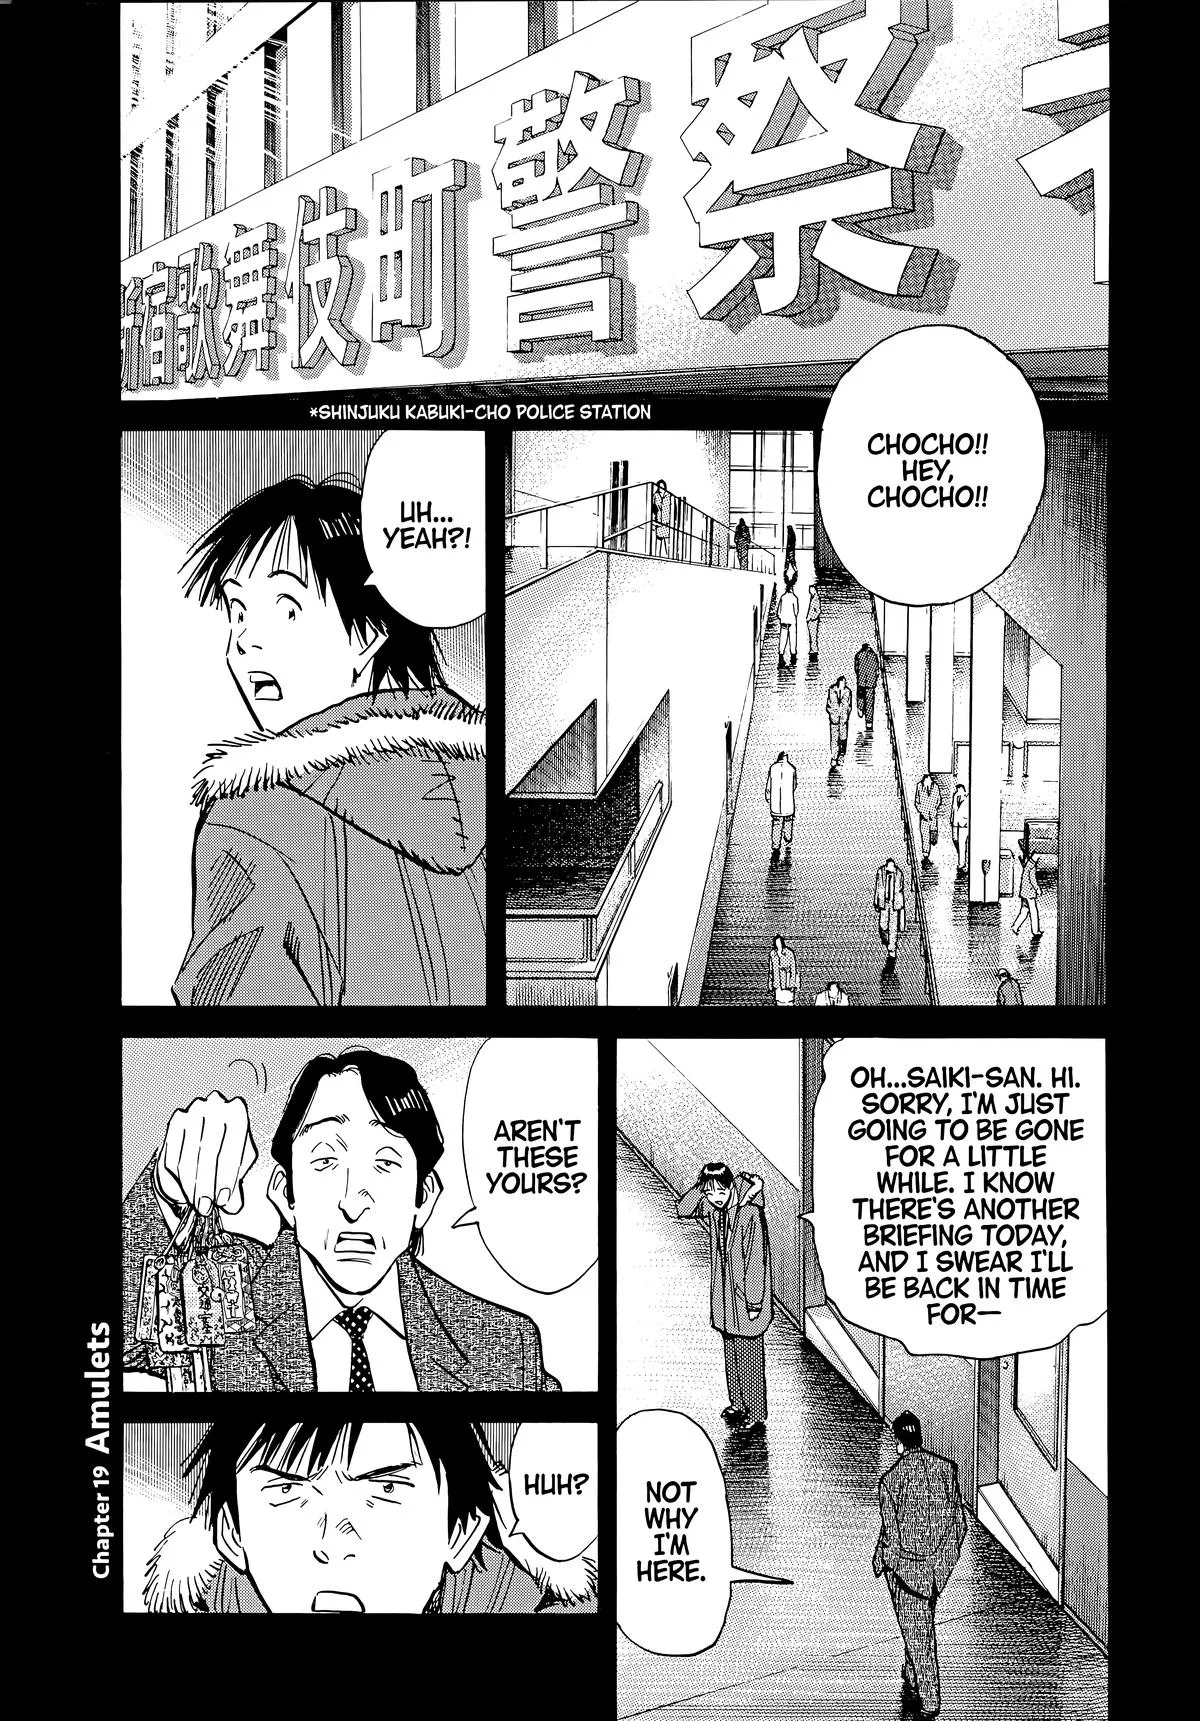 新宿歌舞伎町警察
*SHINJUKU KABUKI-CHO POLICE STATION
CHOCHO!!
HEY,
CHOCHO!!
UH...
YEAH?!
OH...SAIKI-SAN. HI.
SORRY, I'M JUST
GOING TO BE GONE
FOR A LITTLE
WHILE. I KNOW
THERE'S ANOTHER
BRIEFING TODAY,
AND I SWEAR I'LL
BE BACK IN TIME
FOR—
NOT
WHY
I'M
HERE.
AREN'T
THESE
YOURS?
HUH?
Chapter 19 Amulets